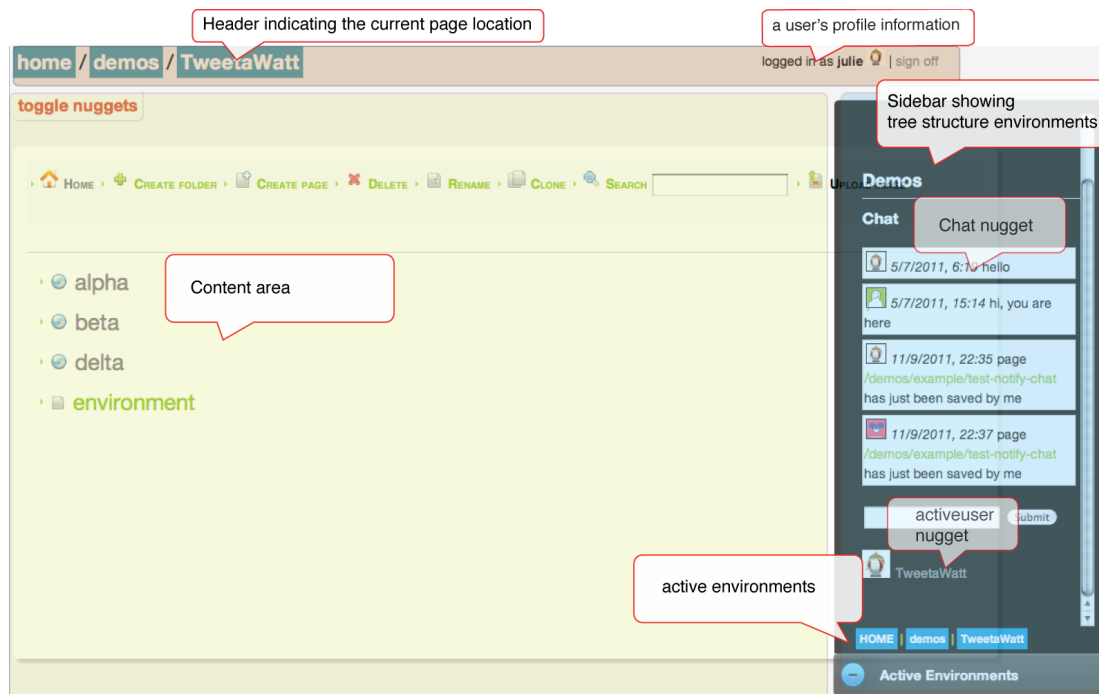 Header indicating the current page location
a user's profile information
home / demos / TweetaWatt
logged in as julie | sign off
toggle nuggets
Sidebar showing
tree structure environments
Home Create folder Create page Delete Rename Clone Search
Demos
Chat
Chat nugget
5/7/2011, 6:19 hello
5/7/2011, 15:14 hi, you are
here
11/9/2011, 22:35 page
/demos/example/test-notify-chat
has just been saved by me
11/9/2011, 22:37 page
/demos/example/test-notify-chat
has just been saved by me
Content area
alpha
beta
delta
environment
activeuser
nugget
Submit
TweetaWatt
active environments
HOME | demos | TweetaWatt
Active Environments